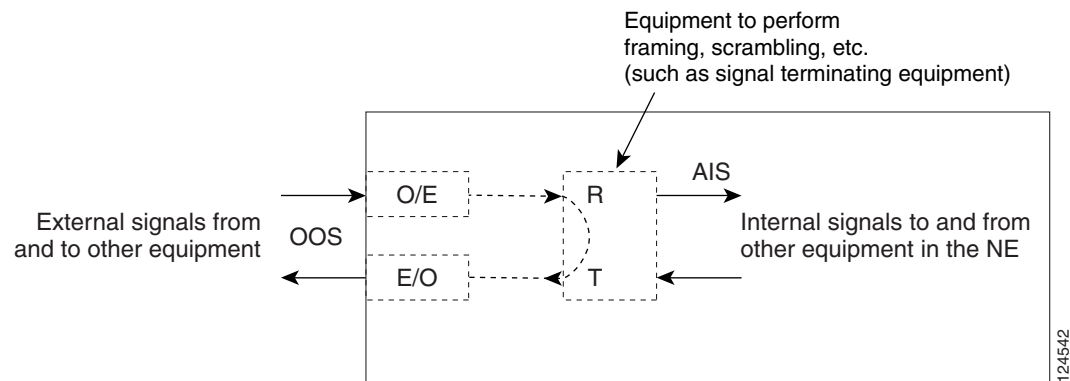 Equipment to perform
framing, scrambling, etc.
(such as signal terminating equipment)
AIS
O/E
R
External signals from
and to other equipment
OOS
Internal signals to and from
other equipment in the NE
E/O
T
124542